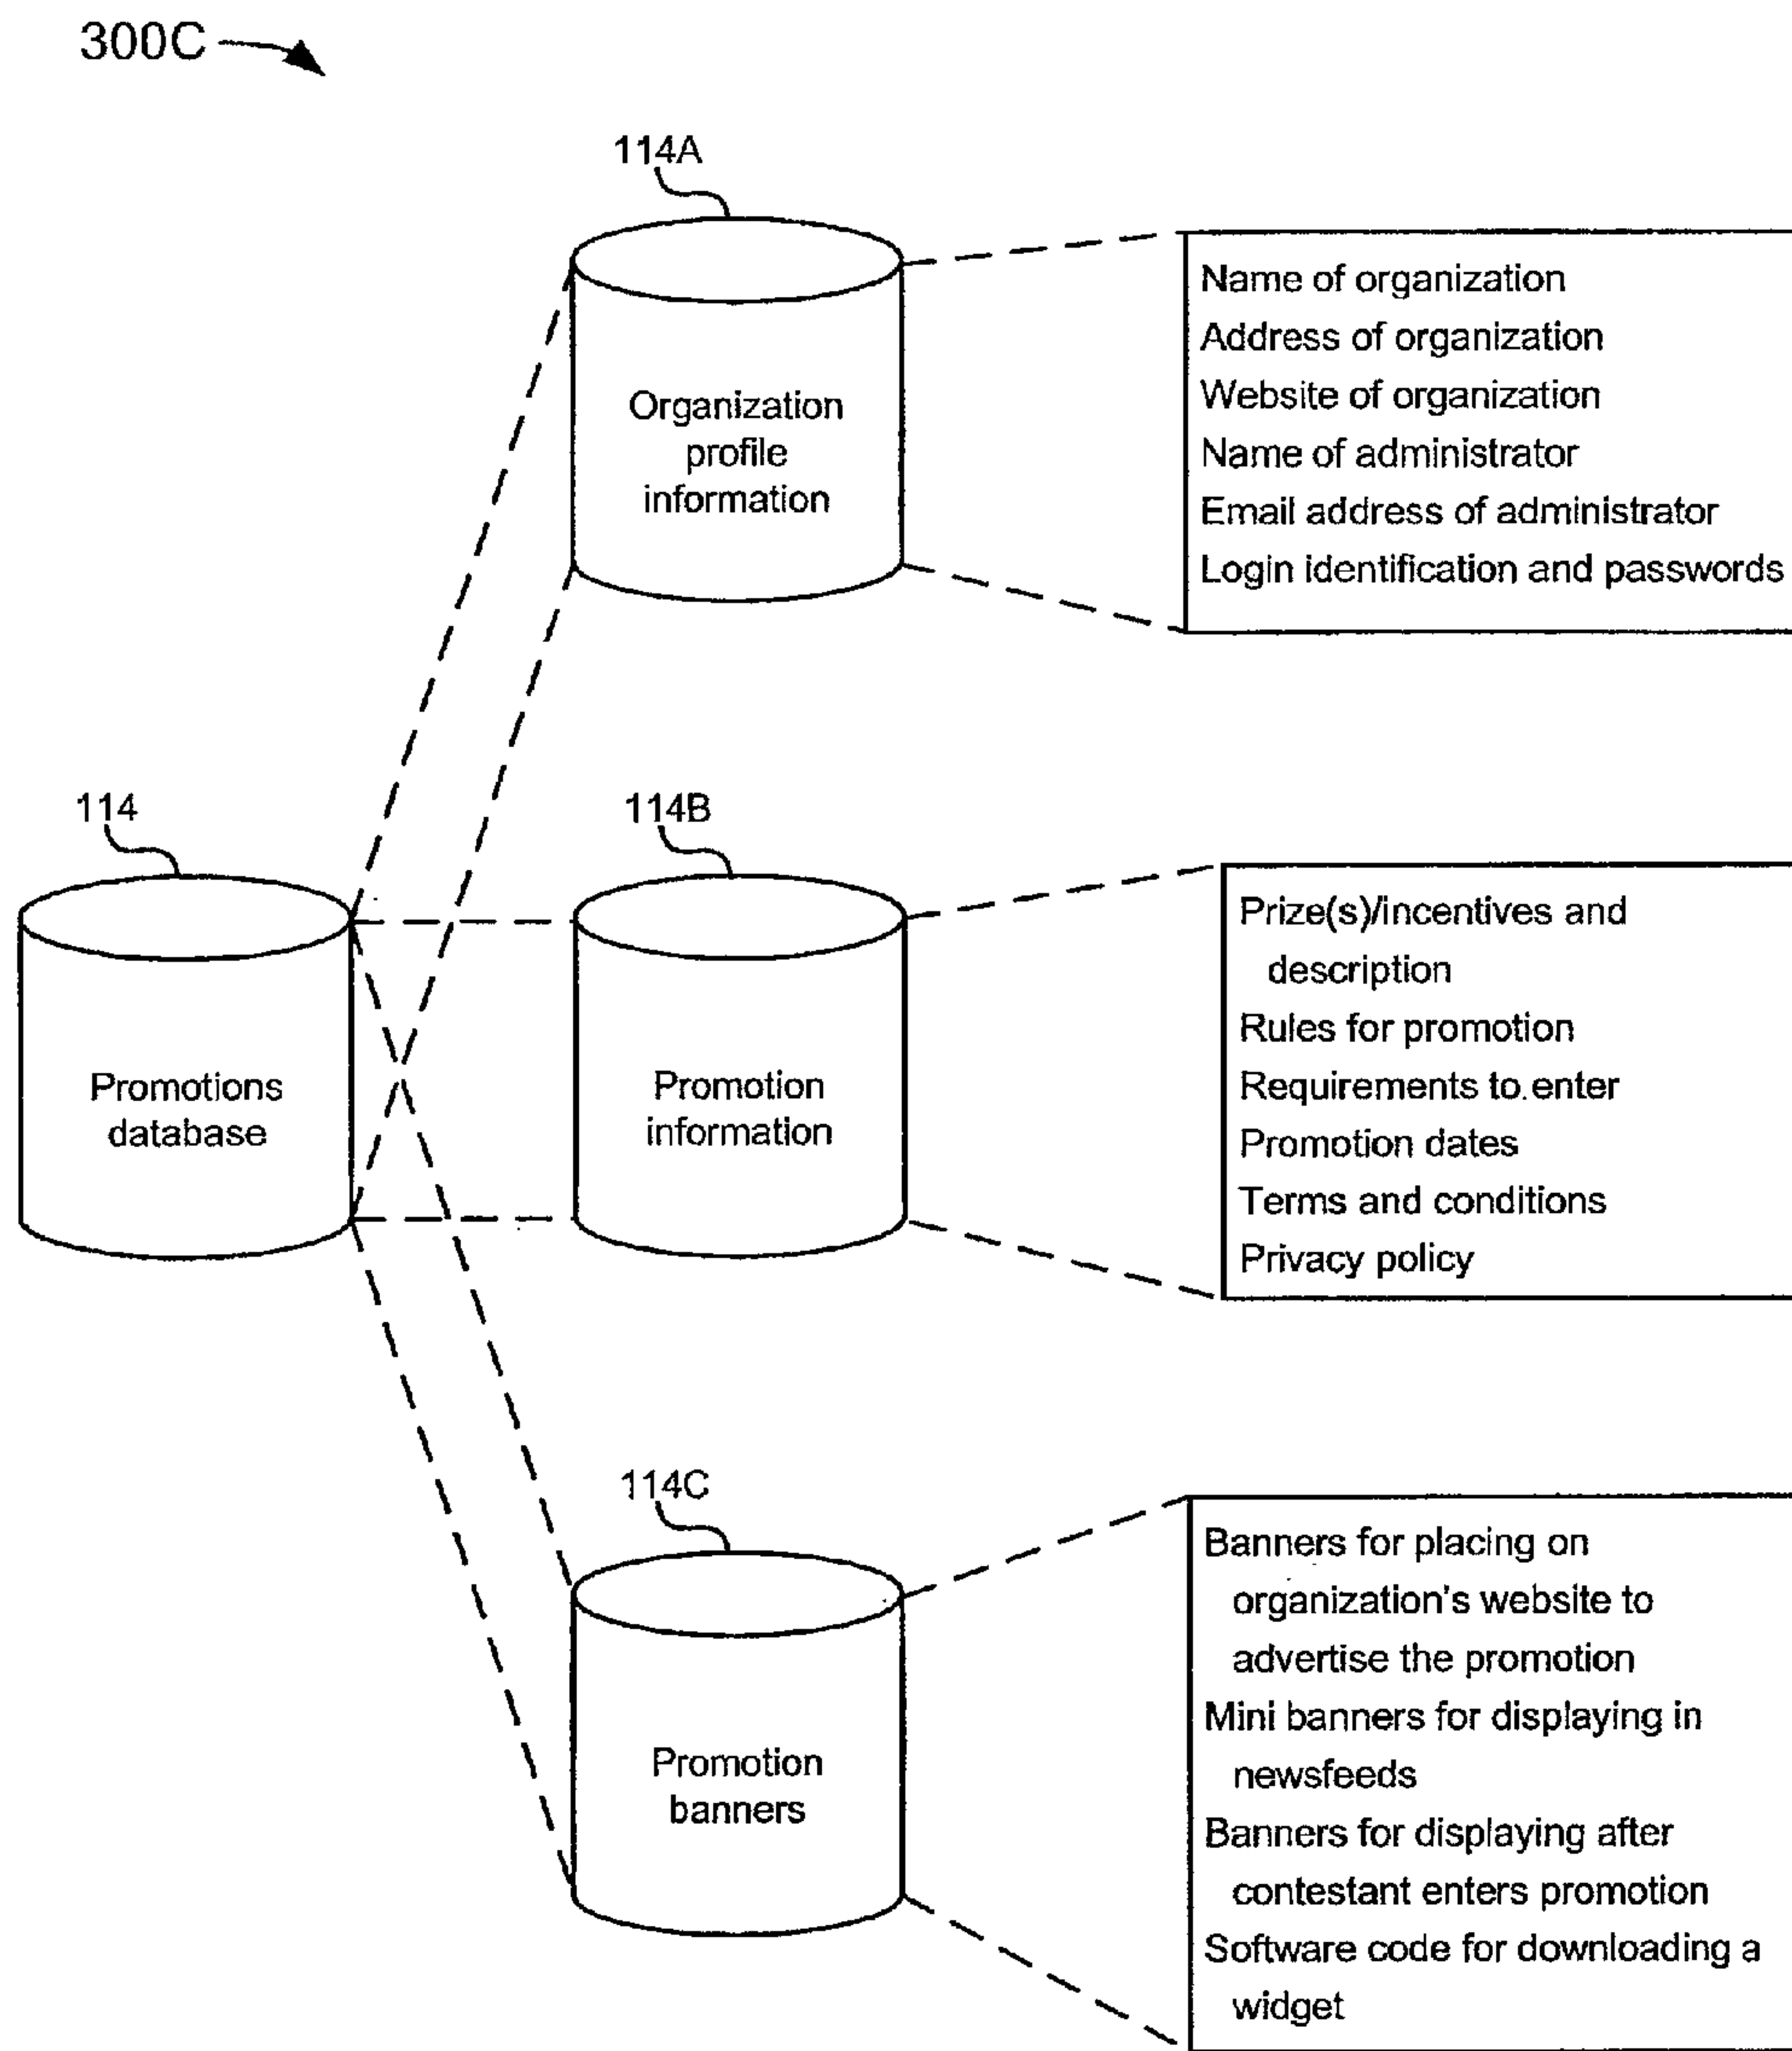 300C
114A
Organization
profile
information
Name of organization
Address of organization
Website of organization
Name of administrator
Email address of administrator
Login identification and passwords
114
Promotions
database
114B
Promotion
information
Prize(s)/incentives and
description
Rules for promotion
Requirements to enter
Promotion dates
Terms and conditions
Privacy policy
114C
Promotion
banners
Banners for placing on
organization's website to
advertise the promotion
Mini banners for displaying in
newsfeeds
Banners for displaying after
contestant enters promotion
Software code for downloading a
widget